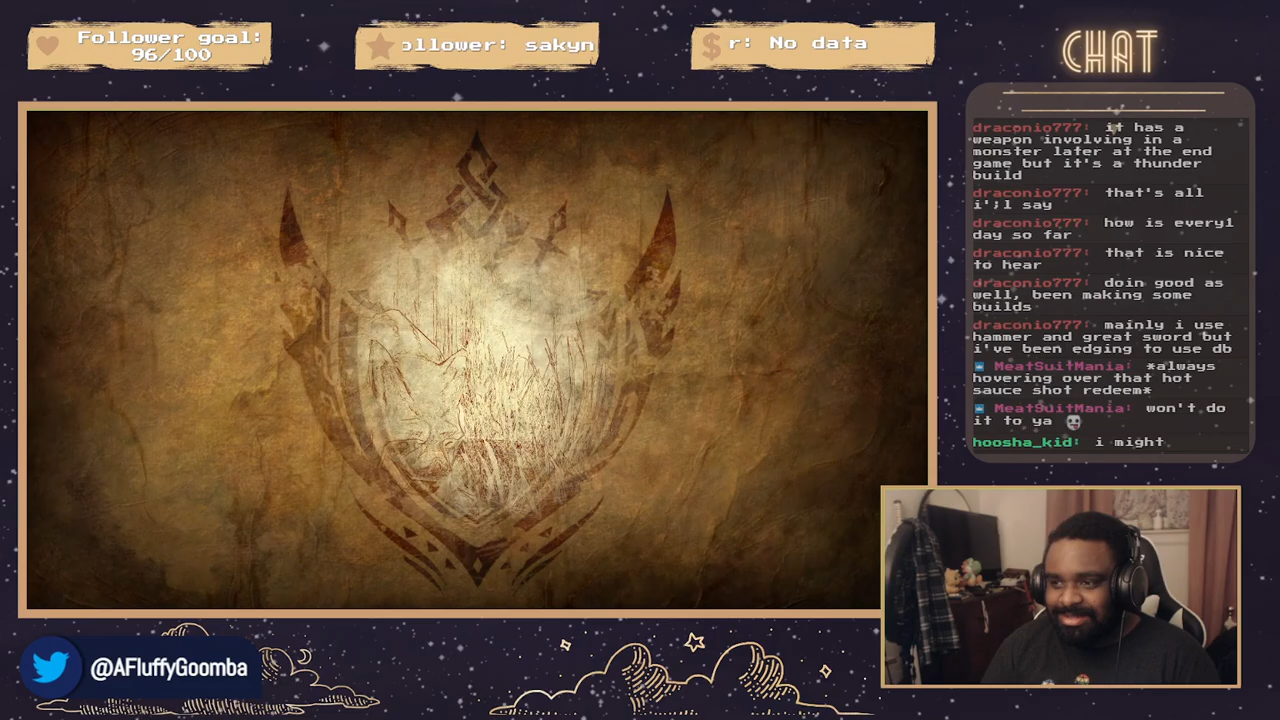 Follower goal:
96/100
ollower: sakyn
r: No data
CHAT
draconio777: it has a
weapon involving in a
monster later at the end
game but it's a thunder
build
draconio777: that's all
i';l say
draconio777: how is every1
day so far
draconio777: that is nice
to hear
draconio777: doin good as
well, been making some
builds
draconio777: mainly i use
hammer and great sword but
i've been edging to use db
MeatSuitMania: *always
hovering over that hot
sauce shot redeem*
MeatSuitMania: won't do
it to ya
hoosha_kid: i might
@AFluffyGoomba